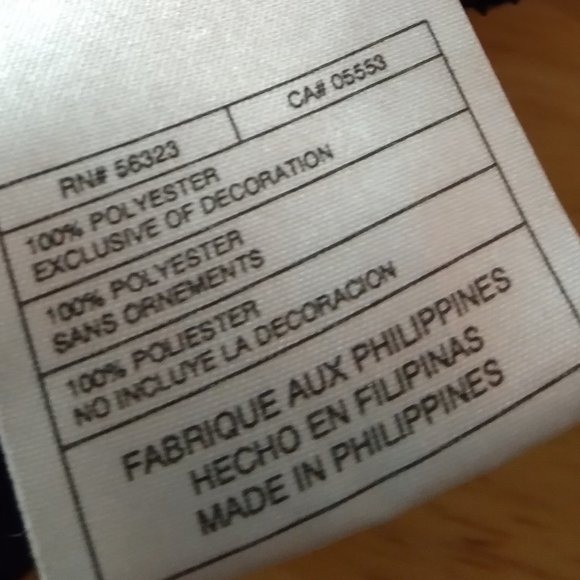 RN# 56323 CA# 05553
100% POLYESTER
EXCLUSIVE OF DECORATION
100% POLYESTER
SANS ORNEMENTS
100% POLIESTER
NO INCLUYE LA DECORACION
FABRIQUE AUX PHILIPPINES
HECHO EN FILIPINAS
MADE IN PHILIPPINES